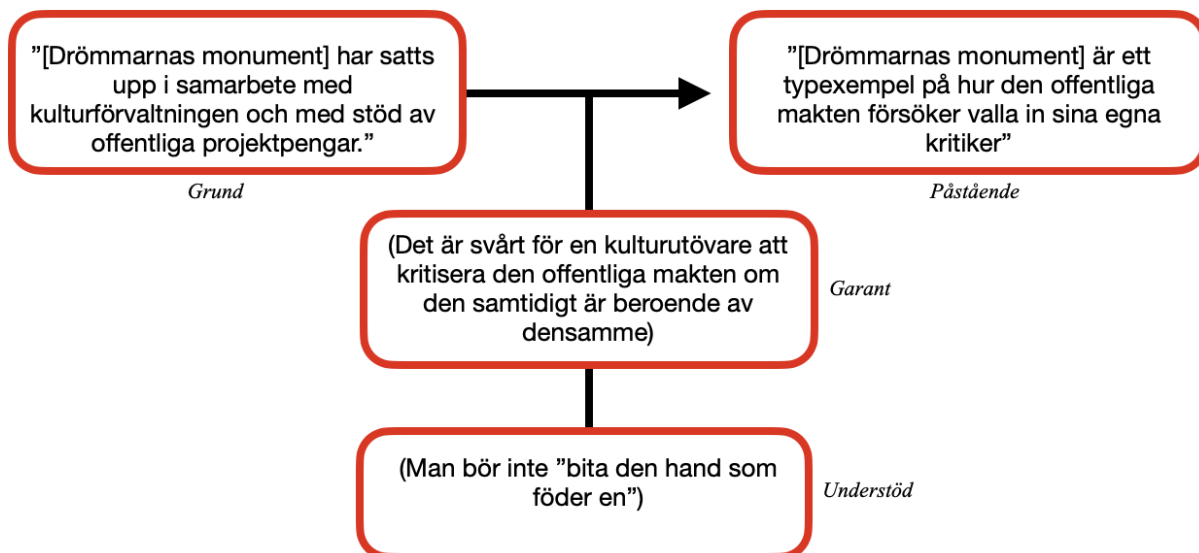 ”[Drömmarnas monument] har satts
upp i samarbete med
kulturförvaltningen och med stöd av
offentliga projektpengar.”
Grund
”[Drömmarnas monument] är ett
typexempel på hur den offentliga
makten försöker valla in sina egna
kritiker”
Påstående
(Det är svårt för en kulturutövare att
kritisera den offentliga makten om
den samtidigt är beroende av
densamme)
Garant
(Man bör inte ”bita den hand som
föder en”)
Understöd